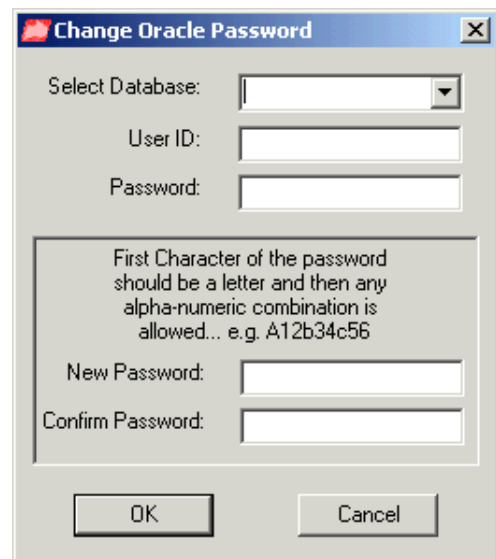 Change Oracle Password
Select Database:
User ID:
Password:
First Character of the password
should be a letter and then any
alpha-numeric combination is
allowed... e.g. A12b34c56
New Password:
Confirm Password:
OK Cancel